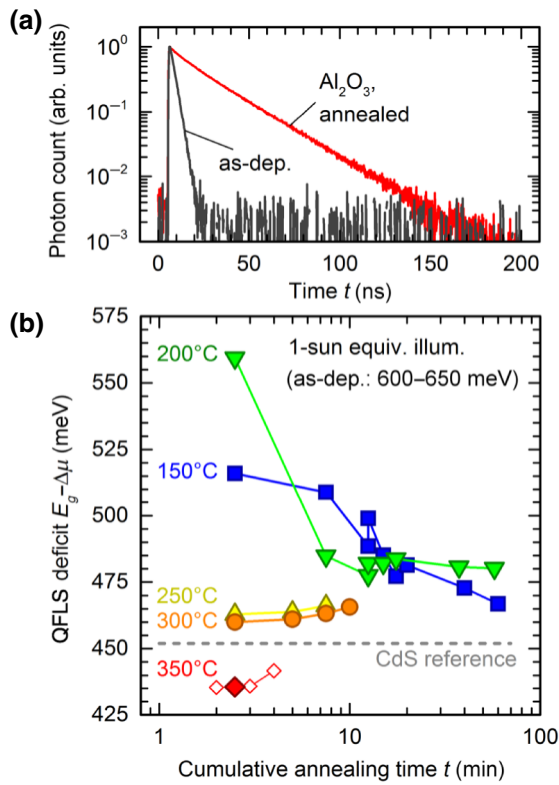 (a)
Photon count (arb. units)
10⁰
10⁻¹
10⁻²
10⁻³
Al₂O₃,
annealed
as-dep.
0 50 100 150 200
Time t (ns)
(b)
QFLS deficit E_g–Δμ (meV)
575
550
525
500
475
450
425
200°C
150°C
250°C
300°C
350°C
1-sun equiv. illum.
(as-dep.: 600–650 meV)
CdS reference
1 10 100
Cumulative annealing time t (min)